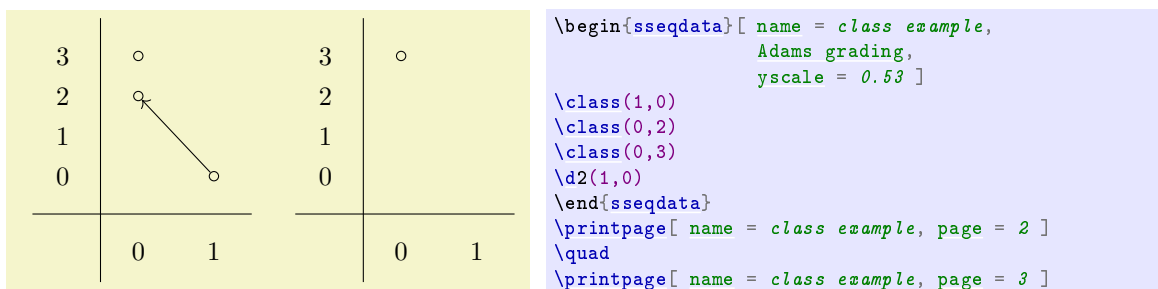 3 3
2 2
1 1
0 0
0 1 0 1
\begin{sseqdata}[ name = class example,
Adams grading,
yscale = 0.53 ]
\class(1,0)
\class(0,2)
\class(0,3)
\d2(1,0)
\end{sseqdata}
\printpage[ name = class example, page = 2 ]
\quad
\printpage[ name = class example, page = 3 ]